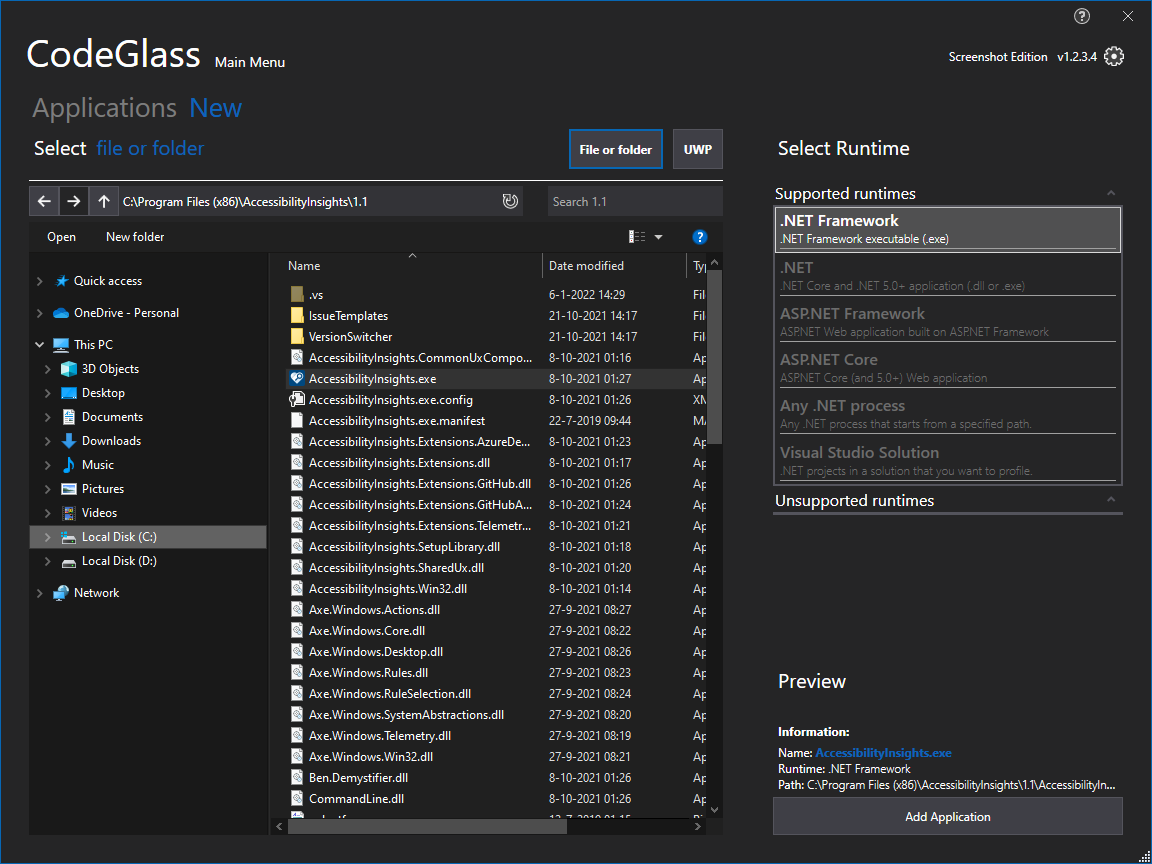 CodeGlass Main Menu
Screenshot Edition v1.2.3.4
Applications New
Select file or folder
File or folder
UWP
C:\Program Files (x86)\AccessibilityInsights\1.1
Search 1.1
Open New folder
Quick access
OneDrive - Personal
This PC
3D Objects
Desktop
Documents
Downloads
Music
Pictures
Videos
Local Disk (C:)
Local Disk (D:)
Network
Name Date modified Ty
.vs 6-1-2022 14:29 Fil
IssueTemplates 21-10-2021 14:17 Fil
VersionSwitcher 21-10-2021 14:17 Fil
AccessibilityInsights.CommonUxCompo... 8-10-2021 01:16 Ap
AccessibilityInsights.exe 8-10-2021 01:27 Ap
AccessibilityInsights.exe.config 8-10-2021 01:26 XM
AccessibilityInsights.exe.manifest 22-7-2019 09:44 MA
AccessibilityInsights.Extensions.AzureDe... 8-10-2021 01:23 Ap
AccessibilityInsights.Extensions.dll 8-10-2021 01:17 Ap
AccessibilityInsights.Extensions.GitHub.dll 8-10-2021 01:26 Ap
AccessibilityInsights.Extensions.GitHubA... 8-10-2021 01:24 Ap
AccessibilityInsights.Extensions.Telemetr... 8-10-2021 01:21 Ap
AccessibilityInsights.SetupLibrary.dll 8-10-2021 01:18 Ap
AccessibilityInsights.SharedUx.dll 8-10-2021 01:20 Ap
AccessibilityInsights.Win32.dll 8-10-2021 01:14 Ap
Axe.Windows.Actions.dll 27-9-2021 08:27 Ap
Axe.Windows.Core.dll 27-9-2021 08:22 Ap
Axe.Windows.Desktop.dll 27-9-2021 08:26 Ap
Axe.Windows.Rules.dll 27-9-2021 08:23 Ap
Axe.Windows.RuleSelection.dll 27-9-2021 08:24 Ap
Axe.Windows.SystemAbstractions.dll 27-9-2021 08:20 Ap
Axe.Windows.Telemetry.dll 27-9-2021 08:19 Ap
Axe.Windows.Win32.dll 27-9-2021 08:21 Ap
Ben.Demystifier.dll 8-10-2021 01:26 Ap
CommandLine.dll 8-10-2021 01:26 Ap
Select Runtime
Supported runtimes
.NET Framework
.NET Framework executable (.exe)
.NET
.NET Core and .NET 5.0+ application (.dll or .exe)
ASP.NET Framework
ASP.NET Web application built on ASP.NET Framework
ASP.NET Core
ASP.NET Core (and 5.0+) Web application
Any .NET process
Any .NET process that starts from a specified path.
Visual Studio Solution
.NET projects in a solution that you want to profile.
Unsupported runtimes
Preview
Information:
Name: AccessibilityInsights.exe
Runtime: .NET Framework
Path: C:\Program Files (x86)\AccessibilityInsights\1.1\AccessibilityIn...
Add Application